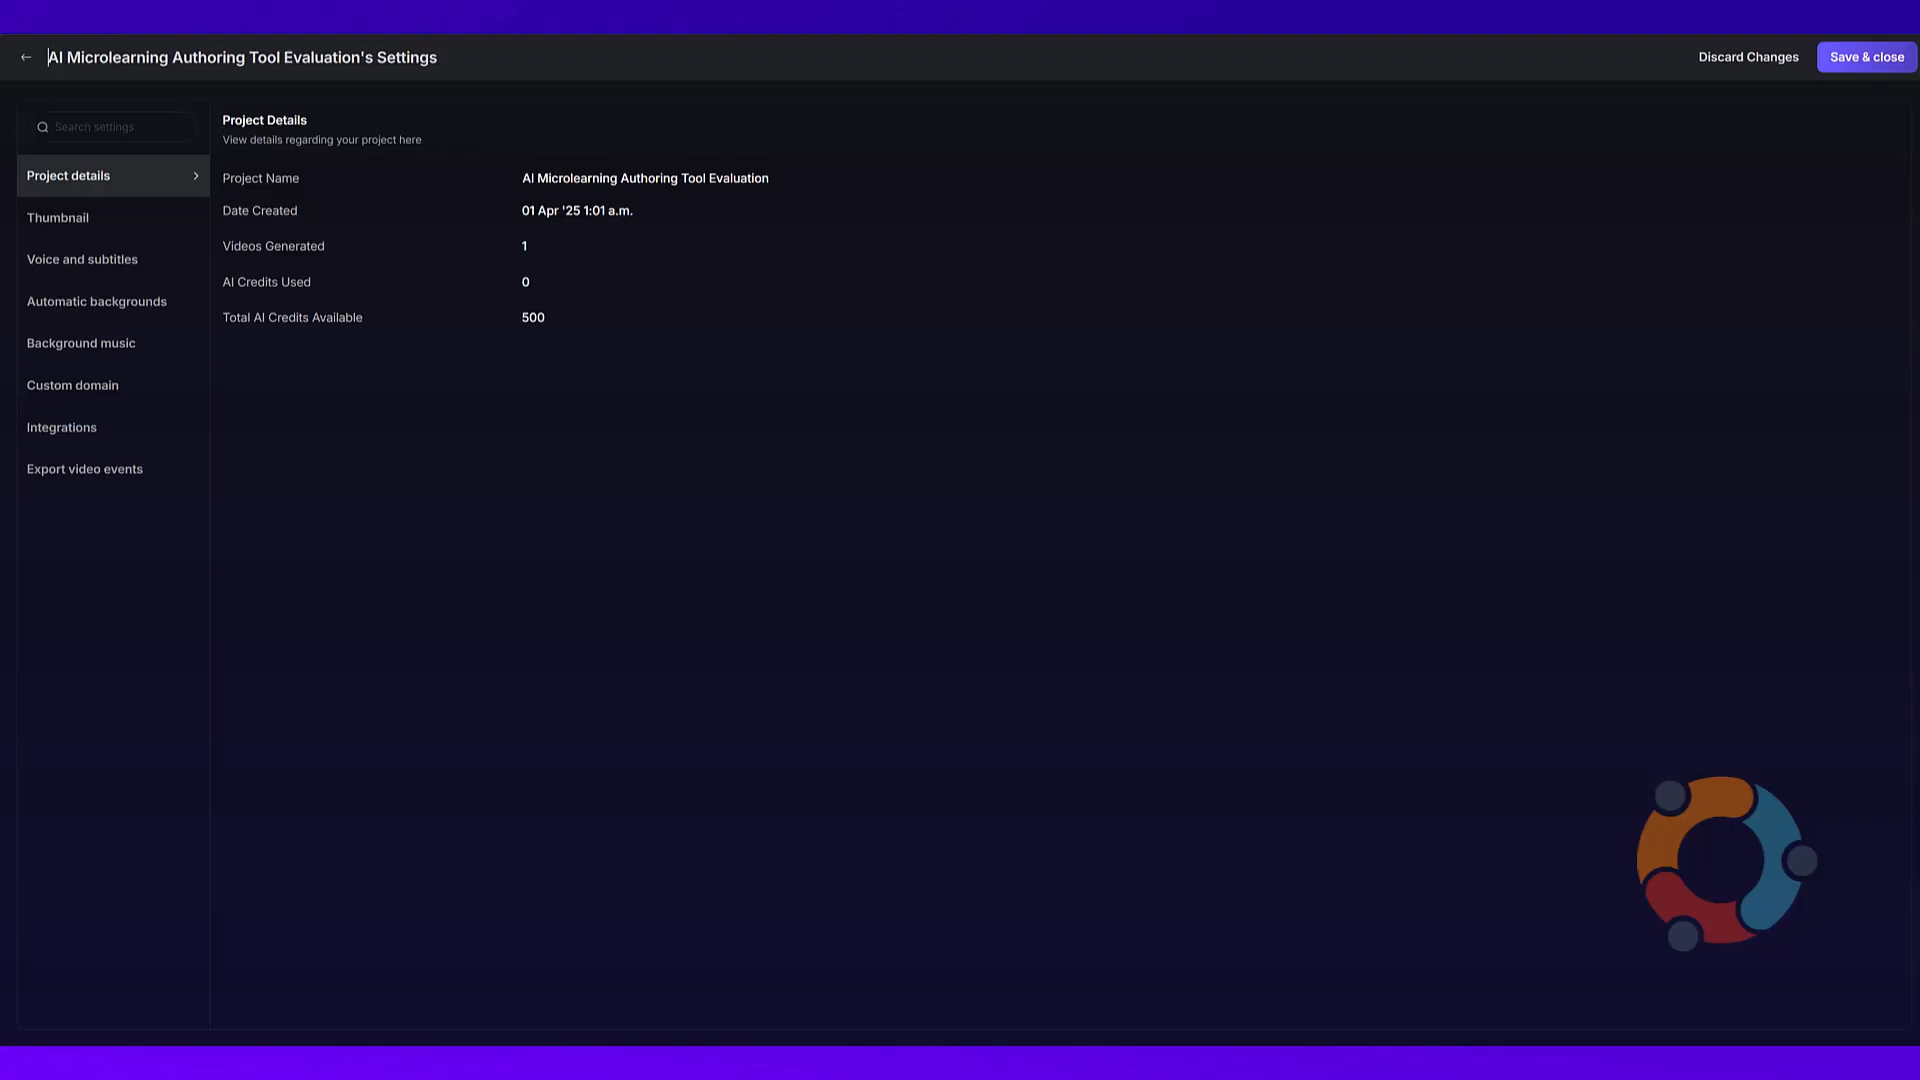 AI Microlearning Authoring Tool Evaluation's Settings
Discard Changes
Save & close
Search settings
Project details
Thumbnail
Voice and subtitles
Automatic backgrounds
Background music
Custom domain
Integrations
Export video events
Project Details
View details regarding your project here
Project Name AI Microlearning Authoring Tool Evaluation
Date Created 01 Apr '25 1:01 a.m.
Videos Generated 1
AI Credits Used 0
Total AI Credits Available 500